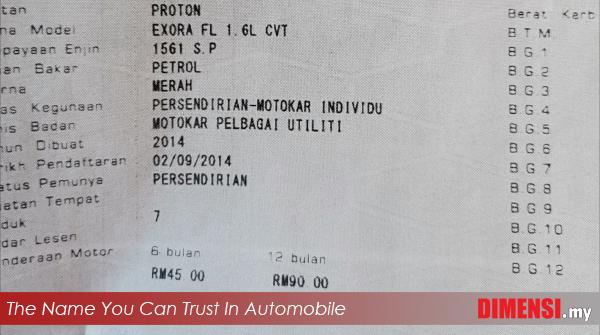 tan PROTON Berat Kerb
na Model EXORA FL 1.6L CVT B.T.M.
payaan Enjin 1561 S.P B.G.1
an Bakar PETROL B.G.2
rna MERAH B.G.3
as Kegunaan PERSENDIRIAN-MOTOKAR INDIVIDU B.G.4
is Badan MOTOKAR PELBAGAI UTILITI B.G.5
hun Dibuat 2014 B.G.6
rikh Pendaftaran 02/09/2014 B.G.7
atus Pemunya PERSENDIRIAN B.G.8
atan Tempat B.G.9
duk 7 B.G.10
dar Lesen 6 bulan 12 bulan B.G.11
nderaan Motor RM45.00 RM90.00 B.G.12
The Name You Can Trust In Automobile DIMENSI.my